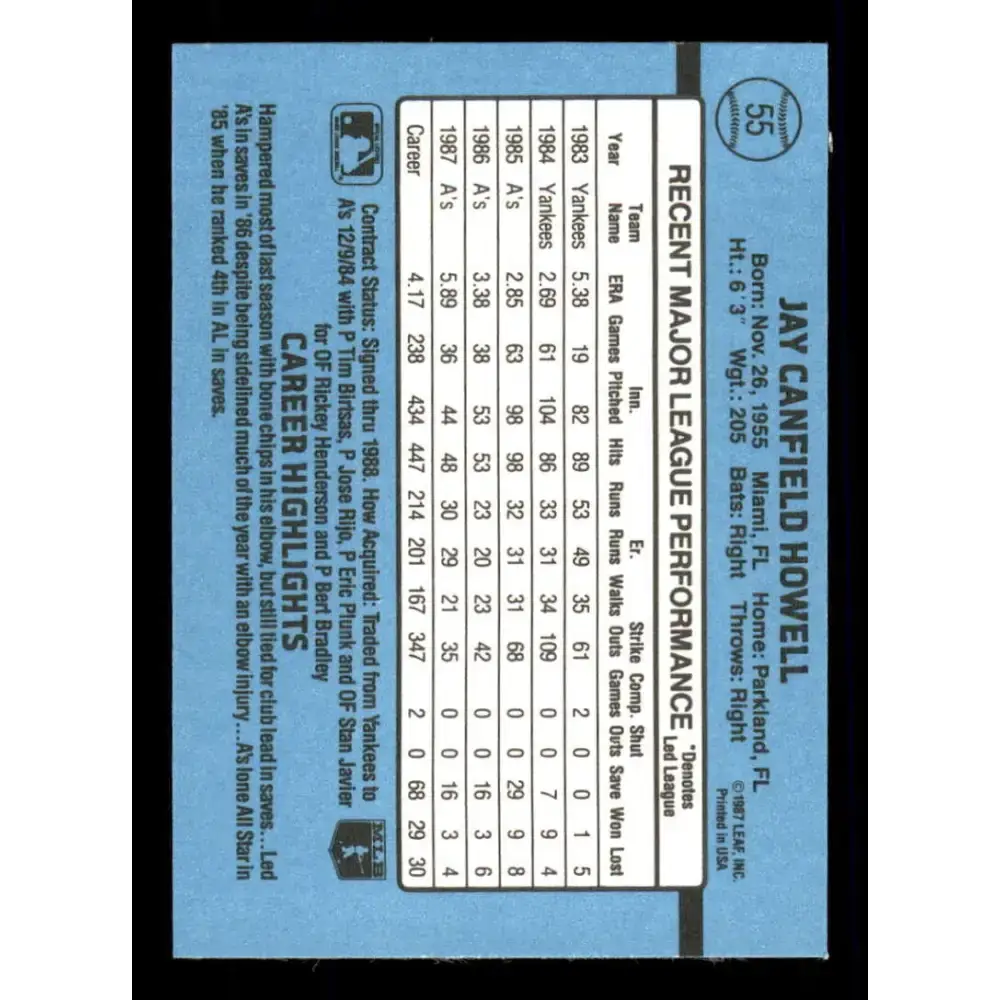 55
JAY CANFIELD HOWELL
Born: Nov. 26, 1955 Miami, FL Home: Parkland, FL
Ht.: 6'3" Wgt.: 205 Bats: Right Throws: Right
©1987 LEAF, INC.
Printed in USA
RECENT MAJOR LEAGUE PERFORMANCE *Denotes Led League
Year Team Name ERA Games Inn. Pitched Hits Runs Er. Runs Walks Strike Outs Comp. Games Shut Outs Save Won Lost
1983 Yankees 5.38 19 82 89 53 49 35 61 2 0 0 1 5
1984 Yankees 2.69 61 104 86 33 31 34 109 0 0 7 9 4
1985 A's 2.85 63 98 98 32 31 31 68 0 0 29 9 8
1986 A's 3.38 38 53 53 23 20 23 42 0 0 16 3 6
1987 A's 5.89 36 44 48 30 29 21 35 0 0 16 3 4
Career 4.17 238 434 447 214 201 167 347 2 0 68 29 30
Contract Status: Signed thru 1988. How Acquired: Traded from Yankees to
A's 12/9/84 with P Tim Birtsas, P Jose Rijo, P Eric Plunk and OF Stan Javier
for OF Rickey Henderson and P Bert Bradley
MLB
CAREER HIGHLIGHTS
Hampered most of last season with bone chips in his elbow, but still tied for club lead in saves...Led
A's in saves in '86 despite being sidelined much of the year with an elbow injury...A's lone All Star in
'85 when he ranked 4th in AL in saves.